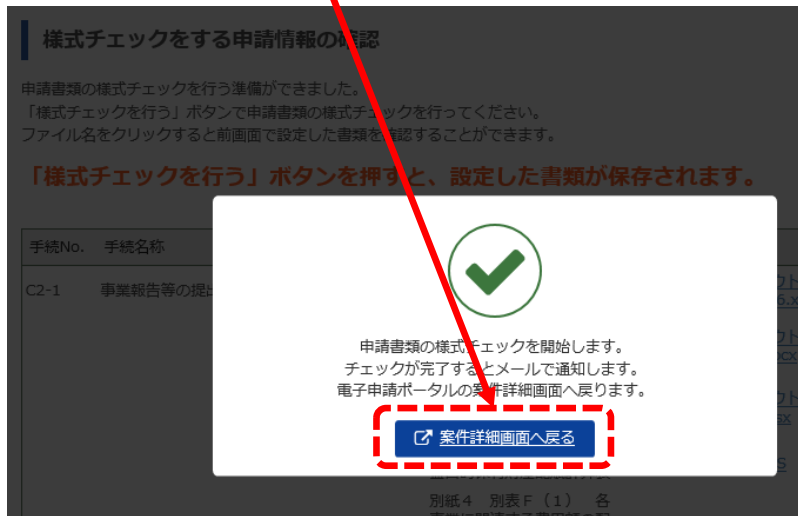 様式チェックをする申請情報の確認
申請書類の様式チェックを行う準備ができました。
「様式チェックを行う」ボタンで申請書類の様式チェックを行ってください。
ファイル名をクリックすると前画面で設定した書類を確認することができます。
「様式チェックを行う」ボタンを押すと、設定した書類が保存されます。
手続No. 手続名称
C2-1 事業報告等の提出
申請書類の様式チェックを開始します。
チェックが完了するとメールで通知します。
電子申請ポータルの案件詳細画面へ戻ります。
案件詳細画面へ戻る
別紙4 別表F(1) 各